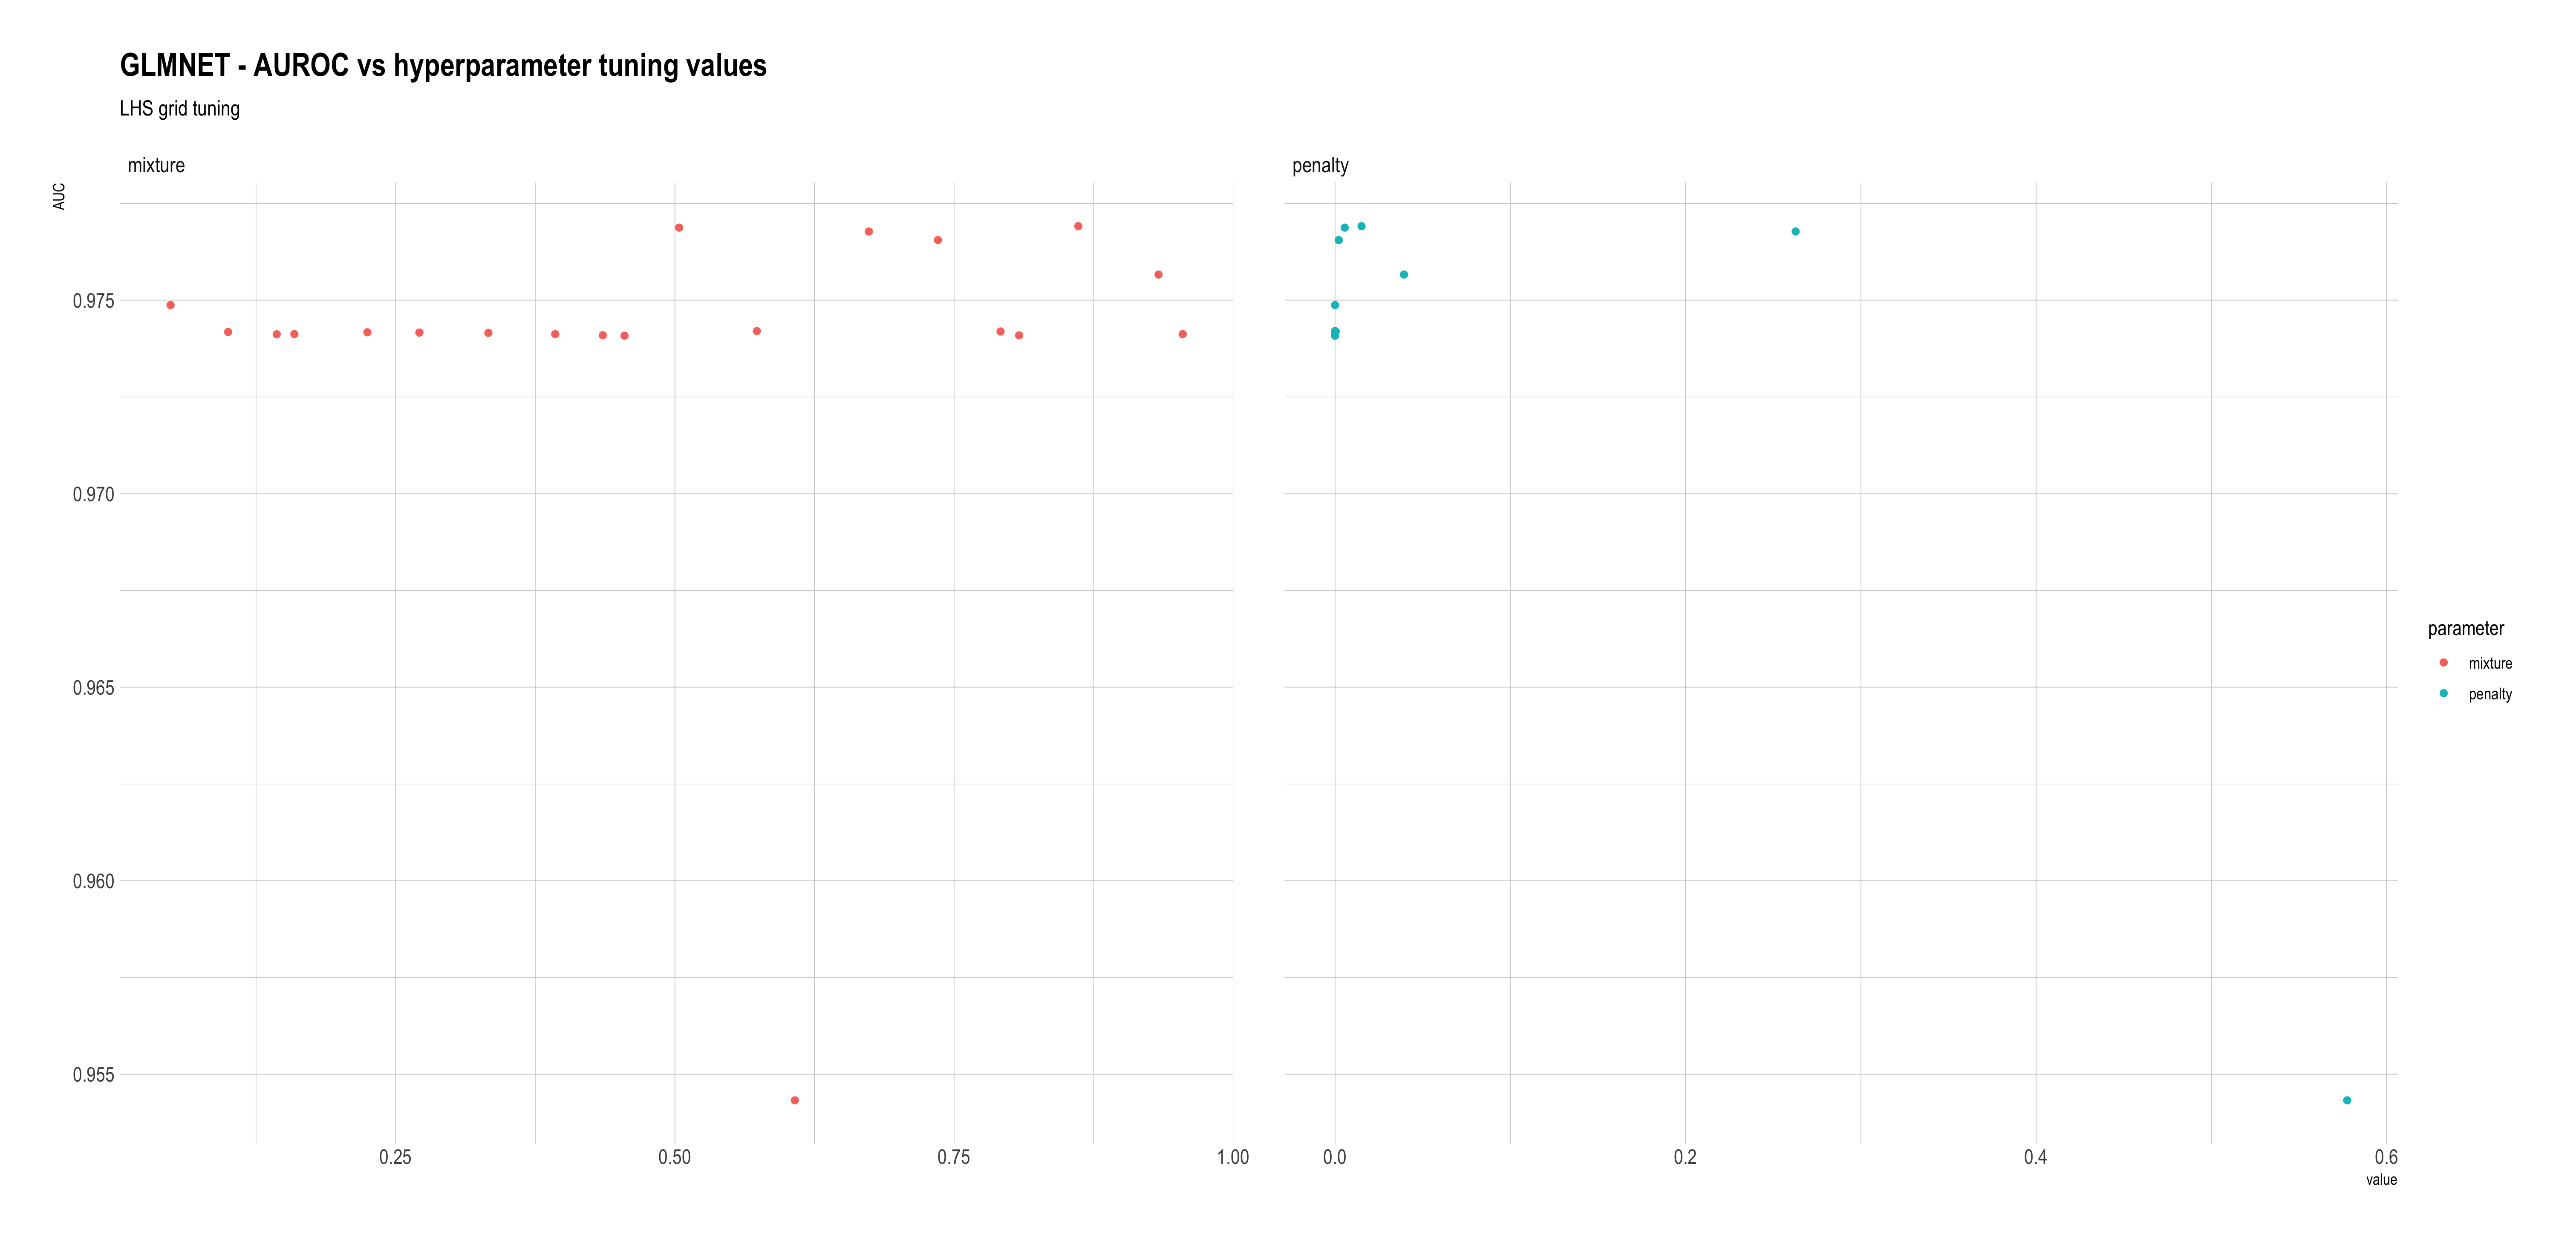 GLMNET - AUROC vs hyperparameter tuning values
LHS grid tuning
mixture
penalty
AUC
0.975
0.970
0.965
0.960
0.955
0.25 0.50 0.75 1.00
0.0 0.2 0.4 0.6
value
parameter
mixture
penalty